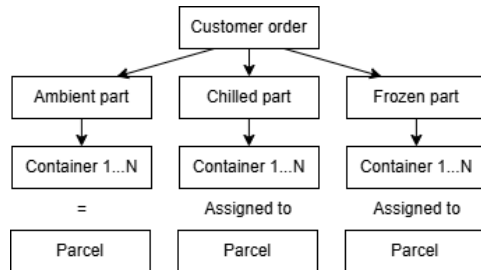 Customer order
Ambient part
Chilled part
Frozen part
Container 1...N
Container 1...N
Container 1...N
=
Assigned to
Assigned to
Parcel
Parcel
Parcel